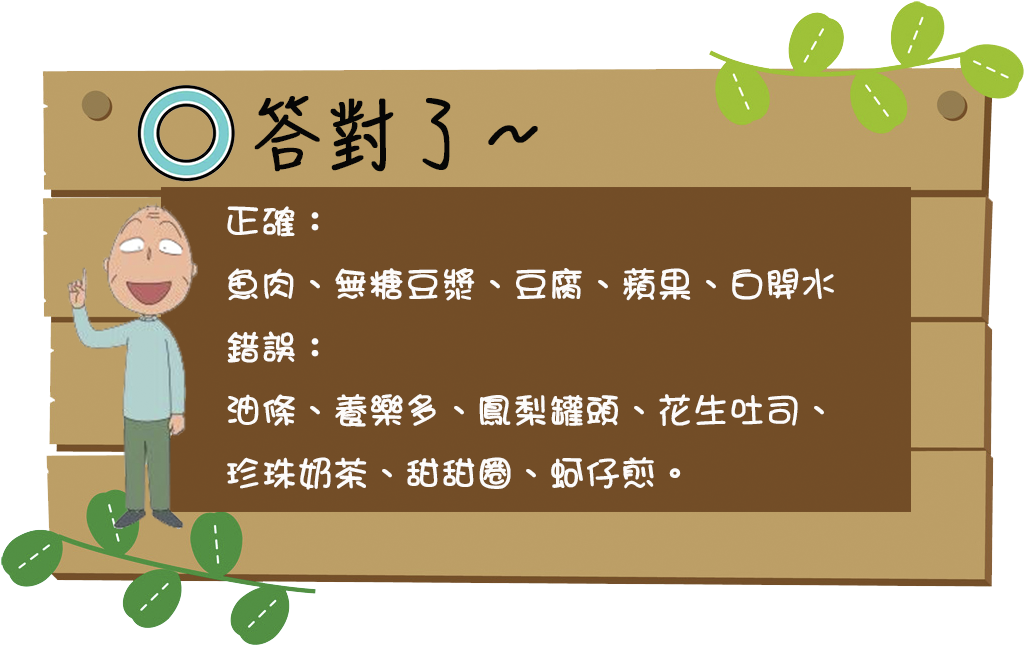 答對了～
正確：
魚肉、無糖豆漿、豆腐、蘋果、白開水
錯誤：
油條、養樂多、鳳梨罐頭、花生吐司、
珍珠奶茶、甜甜圈、蚵仔煎。